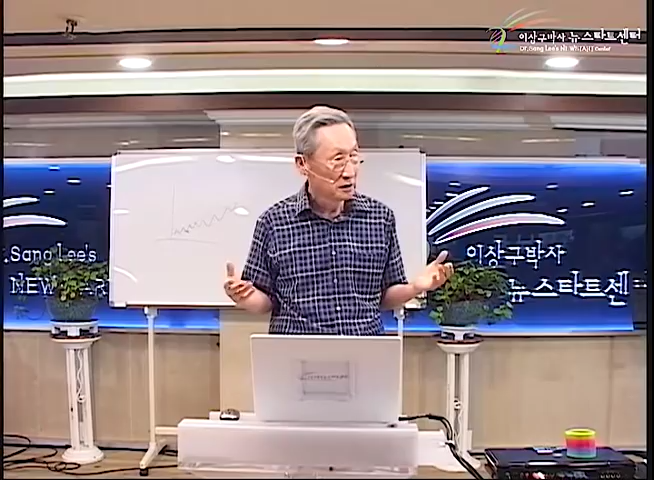 이상구박사 뉴스타트센터
Dr.Sang Lee's NEWSTART Center
.Sang Lee's
NEW
이상구박사
뉴스타트센